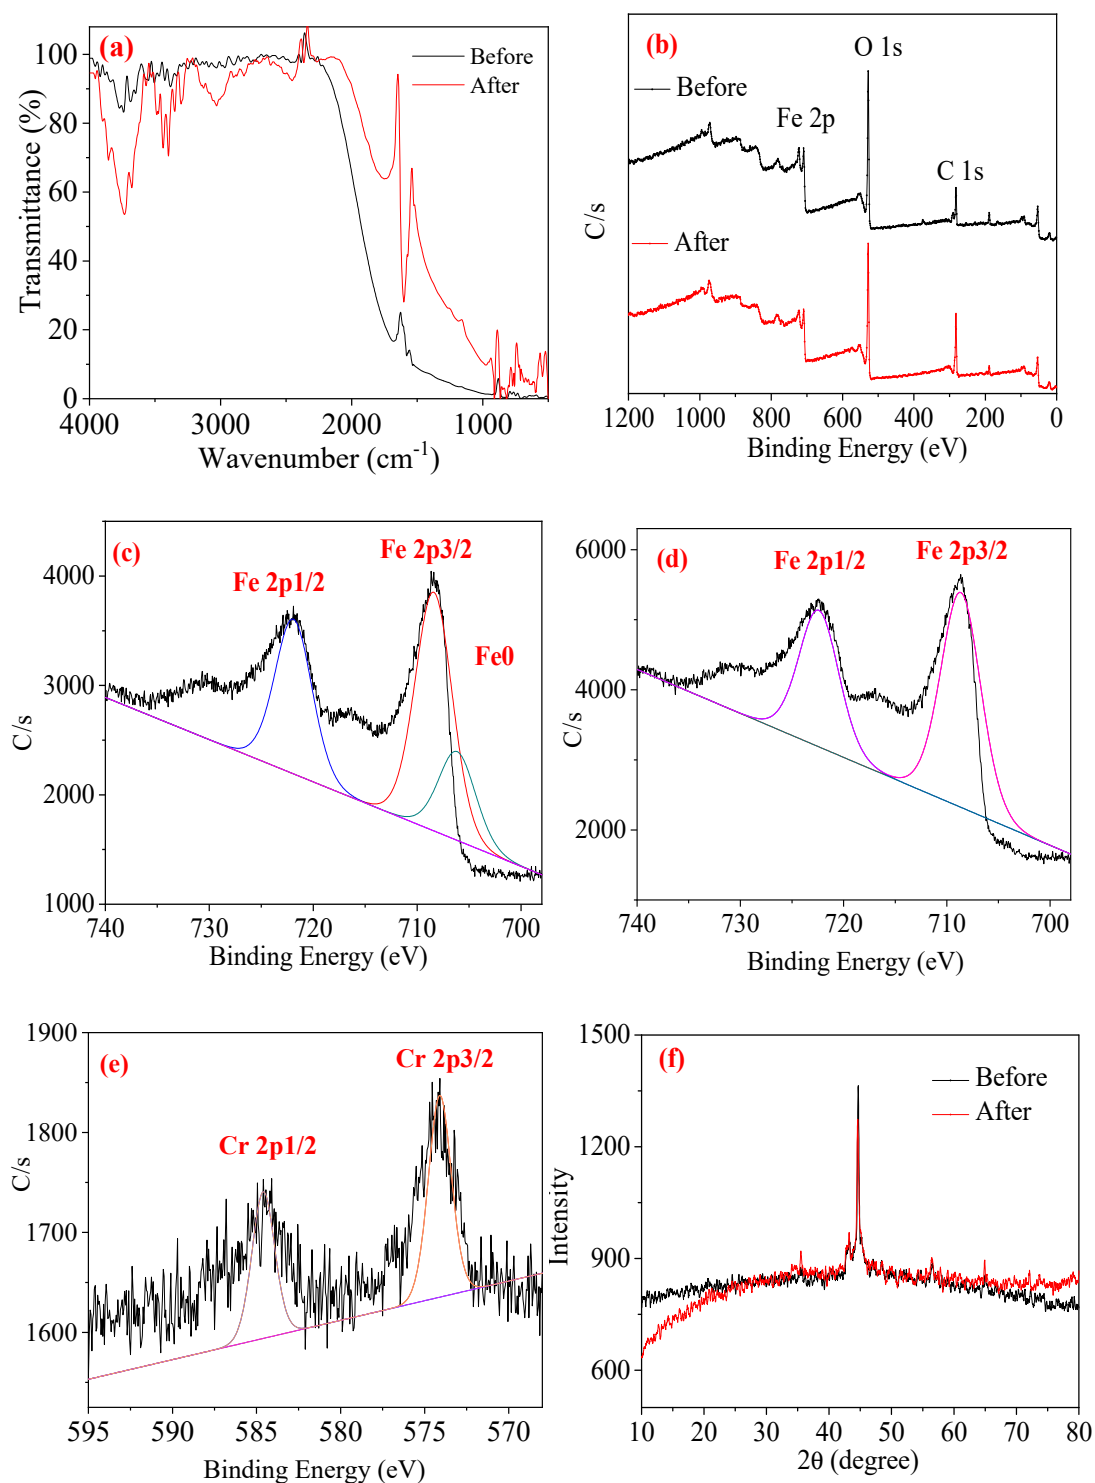 (a)
Before
After
100
80
60
40
20
0
Transmittance (%)
4000
3000
2000
1000
Wavenumber (cm-1)
(b)
O 1s
Before
Fe 2p
C 1s
After
C/s
1200
1000
800
600
400
200
0
Binding Energy (eV)
(c)
Fe 2p3/2
Fe 2p1/2
Fe0
4000
3000
2000
1000
C/s
740
730
720
710
700
Binding Energy (eV)
(d)
Fe 2p1/2
Fe 2p3/2
6000
4000
2000
C/s
740
730
720
710
700
Binding Energy (eV)
(e)
Cr 2p3/2
Cr 2p1/2
1900
1800
1700
1600
C/s
595
590
585
580
575
570
Binding Energy (eV)
(f)
Before
After
1500
1200
900
600
Intensity
10
20
30
40
50
60
70
80
2θ (degree)